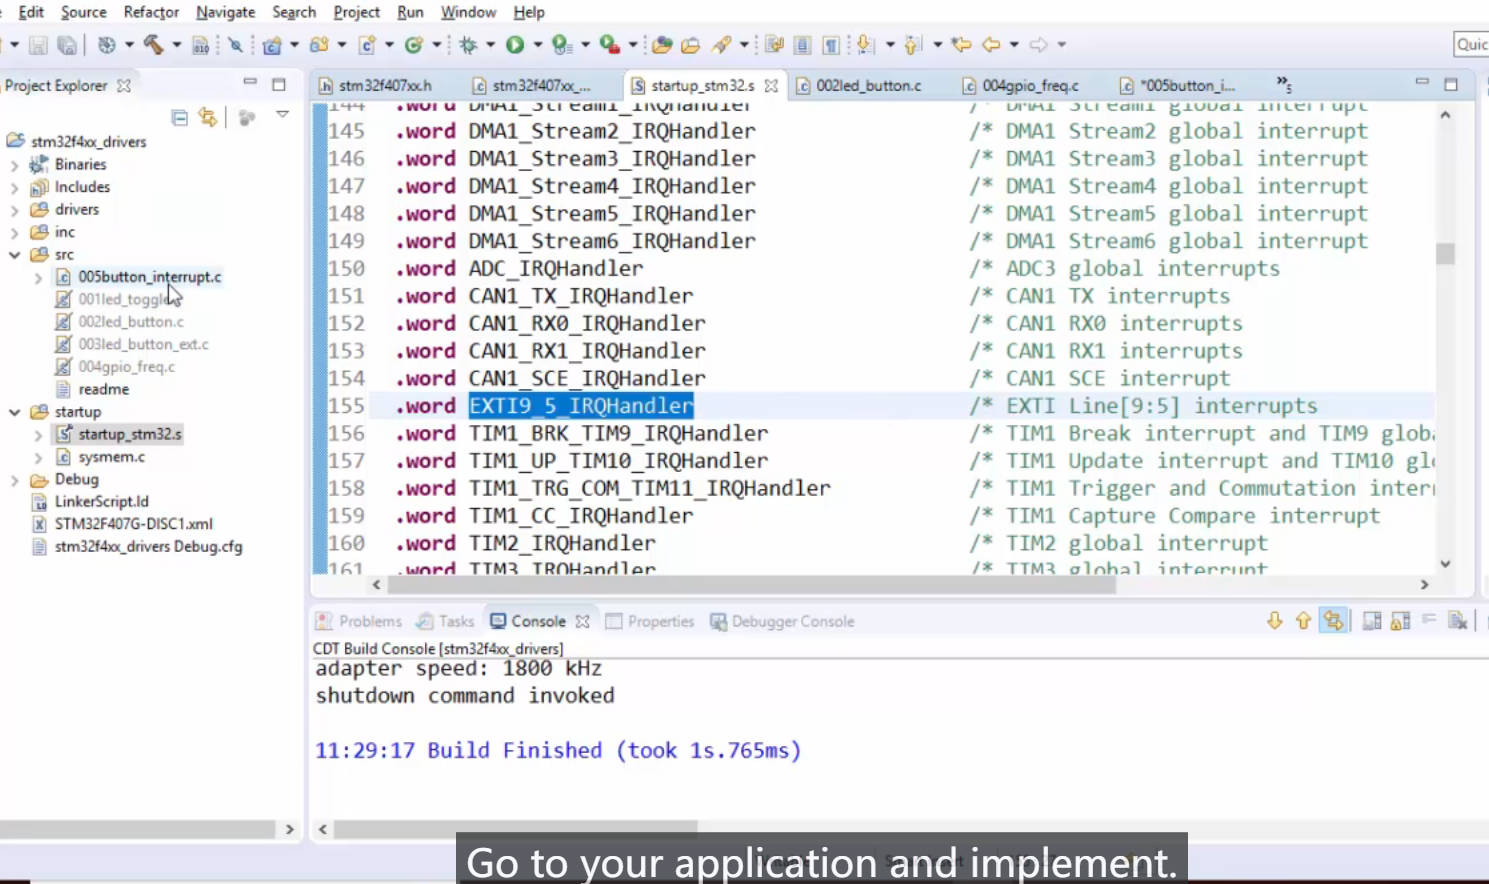 Edit Source Refactor Navigate Search Project Run Window Help
Quic
Project Explorer
stm32f4xx_drivers
Binaries
Includes
drivers
inc
src
005button_interrupt.c
001led_toggle
002led_button.c
003led_button_ext.c
004gpio_freq.c
readme
startup
startup_stm32.s
sysmem.c
Debug
LinkerScript.ld
STM32F407G-DISC1.xml
stm32f4xx_drivers Debug.cfg
stm32f407xx.h stm32f407xx_... startup_stm32.s 002led_button.c 004gpio_freq.c *005button_i... »5
144 .word DMA1_Stream1_IRQHandler /* DMA1 Stream1 global interrupt
145 .word DMA1_Stream2_IRQHandler /* DMA1 Stream2 global interrupt
146 .word DMA1_Stream3_IRQHandler /* DMA1 Stream3 global interrupt
147 .word DMA1_Stream4_IRQHandler /* DMA1 Stream4 global interrupt
148 .word DMA1_Stream5_IRQHandler /* DMA1 Stream5 global interrupt
149 .word DMA1_Stream6_IRQHandler /* DMA1 Stream6 global interrupt
150 .word ADC_IRQHandler /* ADC3 global interrupts
151 .word CAN1_TX_IRQHandler /* CAN1 TX interrupts
152 .word CAN1_RX0_IRQHandler /* CAN1 RX0 interrupts
153 .word CAN1_RX1_IRQHandler /* CAN1 RX1 interrupts
154 .word CAN1_SCE_IRQHandler /* CAN1 SCE interrupt
155 .word EXTI9_5_IRQHandler /* EXTI Line[9:5] interrupts
156 .word TIM1_BRK_TIM9_IRQHandler /* TIM1 Break interrupt and TIM9 globa
157 .word TIM1_UP_TIM10_IRQHandler /* TIM1 Update interrupt and TIM10 gl
158 .word TIM1_TRG_COM_TIM11_IRQHandler /* TIM1 Trigger and Commutation inter
159 .word TIM1_CC_IRQHandler /* TIM1 Capture Compare interrupt
160 .word TIM2_IRQHandler /* TIM2 global interrupt
161 .word TIM3_IRQHandler /* TIM3 global interrupt
Problems Tasks Console Properties Debugger Console
CDT Build Console [stm32f4xx_drivers]
adapter speed: 1800 kHz
shutdown command invoked
11:29:17 Build Finished (took 1s.765ms)
Go to your application and implement.